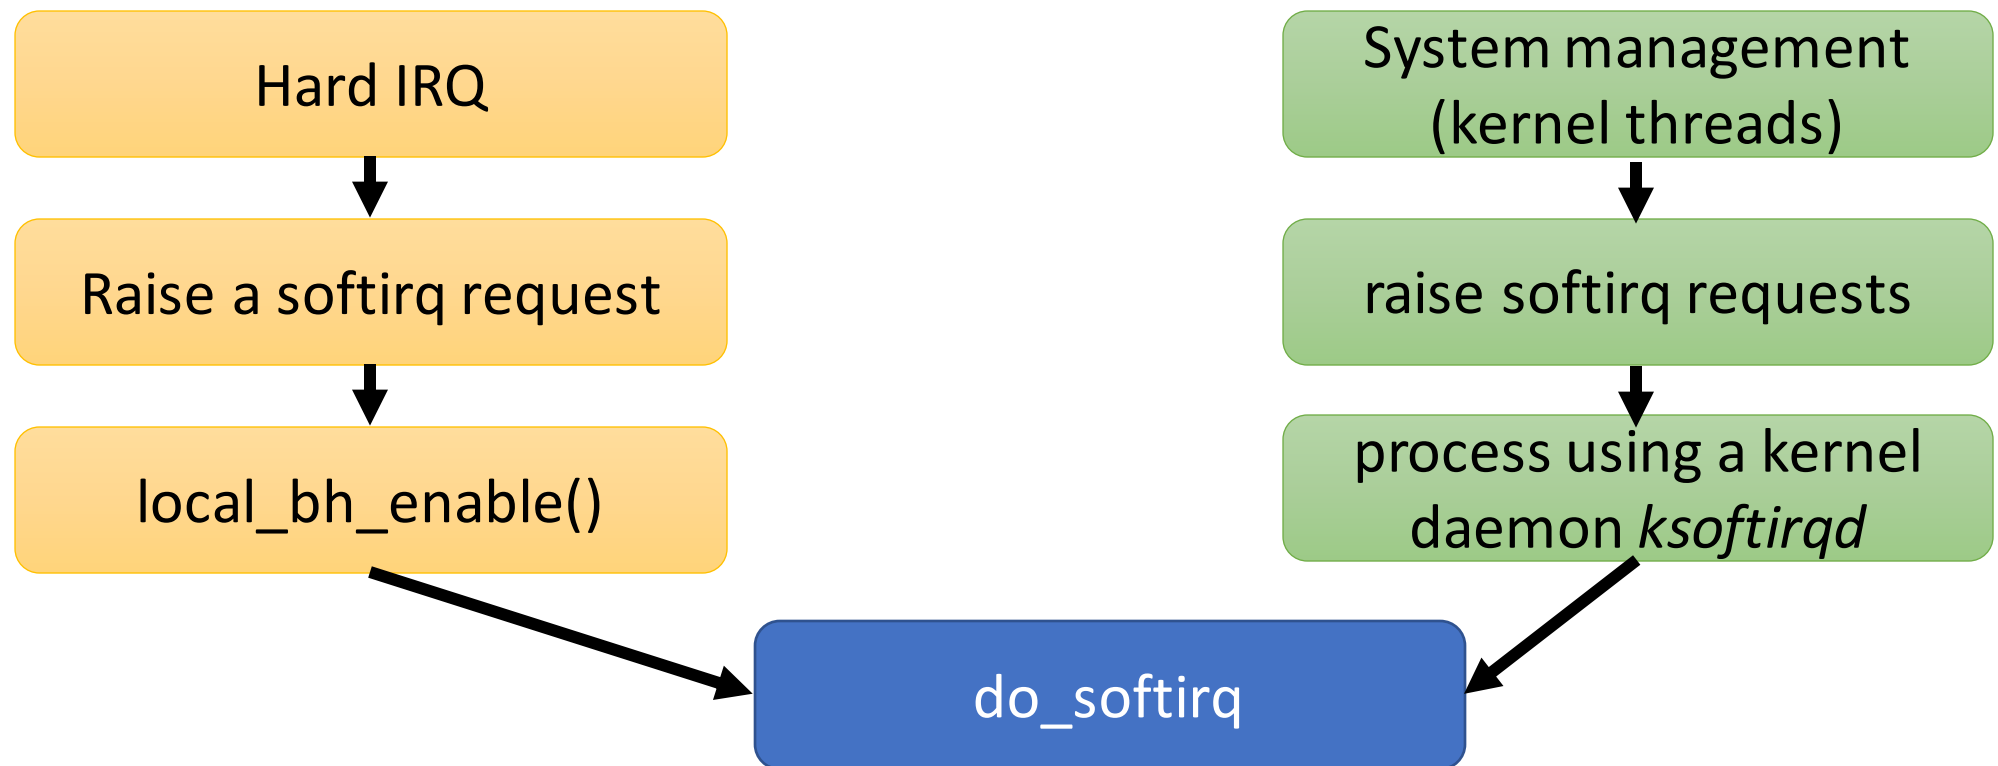 Hard IRQ
Raise a softirq request
local_bh_enable()
System management
(kernel threads)
raise softirq requests
process using a kernel
daemon ksoftirqd
do_softirq